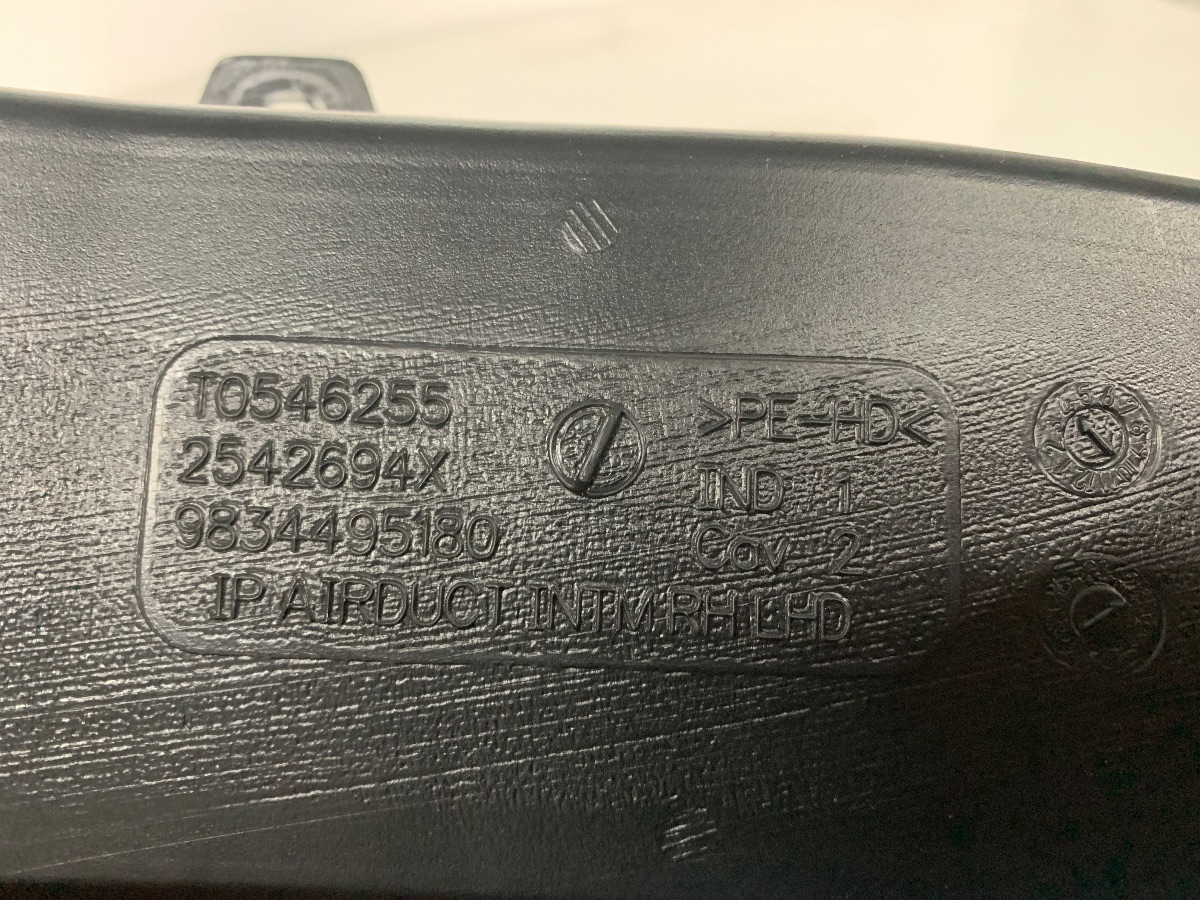 T0546255
2542694X
9834495180
>PE-HD<
IND 1
Cav 2
IP AIRDUCT INTM RH LHD